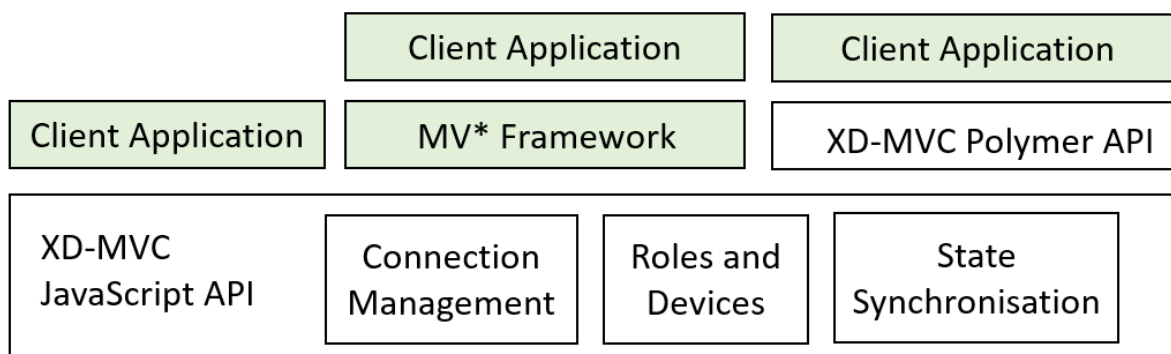 Client Application
Client Application
Client Application
MV* Framework
XD-MVC Polymer API
XD-MVC
JavaScript API
Connection
Management
Roles and
Devices
State
Synchronisation